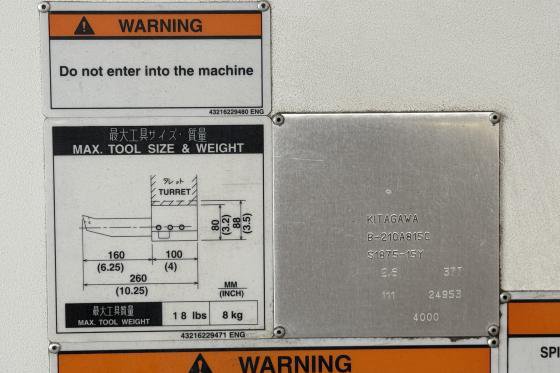 WARNING
Do not enter into the machine
43216229480 ENG
最大工具サイズ・質量
MAX. TOOL SIZE & WEIGHT
タレット
TURRET
80
(3.2)
88
(3.5)
160
(6.25)
100
(4)
260
(10.25)
MM
(INCH)
最大工具質量
MAX. TOOL WEIGHT
18 lbs
8 kg
43216229471 ENG
KITAGAWA
B-210A815C
S1875-15Y
37T
111 24953
4000
WARNING
SPI